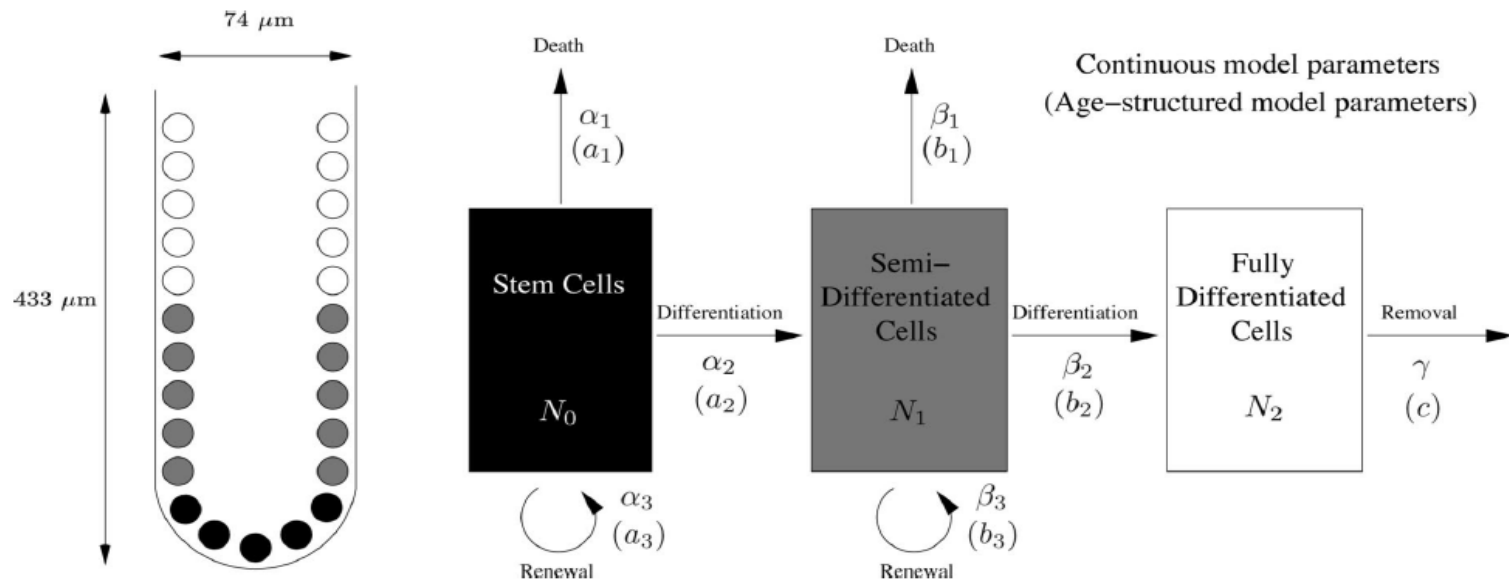 74 μm
433 μm
Death
α₁
(a₁)
Stem Cells
N₀
Differentiation
α₂
(a₂)
α₃
(a₃)
Renewal
Death
β₁
(b₁)
Semi–
Differentiated
Cells
N₁
Differentiation
β₂
(b₂)
β₃
(b₃)
Renewal
Continuous model parameters
(Age–structured model parameters)
Fully
Differentiated
Cells
N₂
Removal
γ
(c)